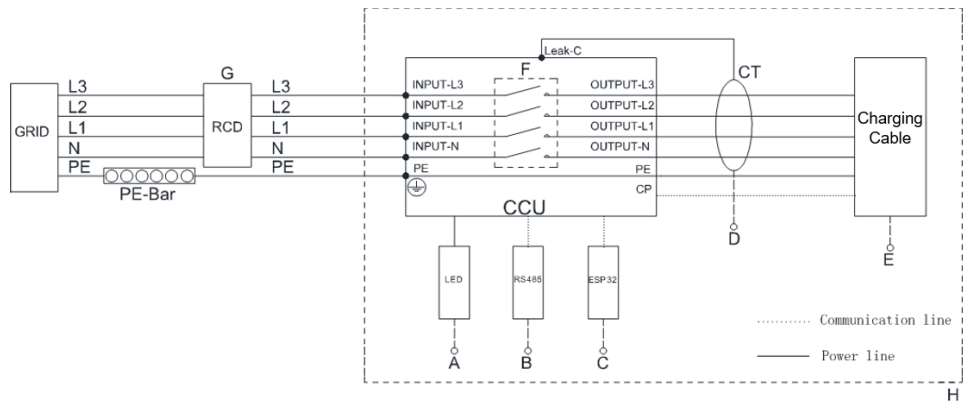 GRID
L3
L2
L1
N
PE
PE-Bar
G
RCD
L3
L2
L1
N
PE
Leak-C
F
INPUT-L3
INPUT-L2
INPUT-L1
INPUT-N
PE
OUTPUT-L3
OUTPUT-L2
OUTPUT-L1
OUTPUT-N
PE
CP
CCU
CT
Charging
Cable
LED
RS485
ESP32
A
B
C
D
E
Communication line
Power line
H